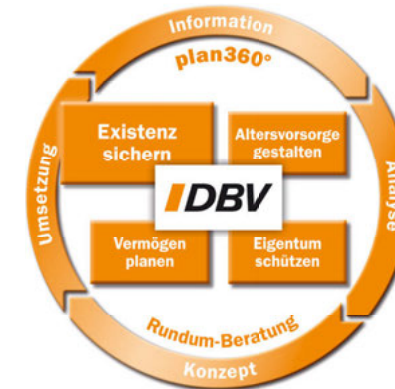 Information
plan360°
Existenz
sichern
Altersvorsorge
gestalten
Umsetzung
DBV
Analyse
Vermögen
planen
Eigentum
schützen
Rundum-Beratung
Konzept